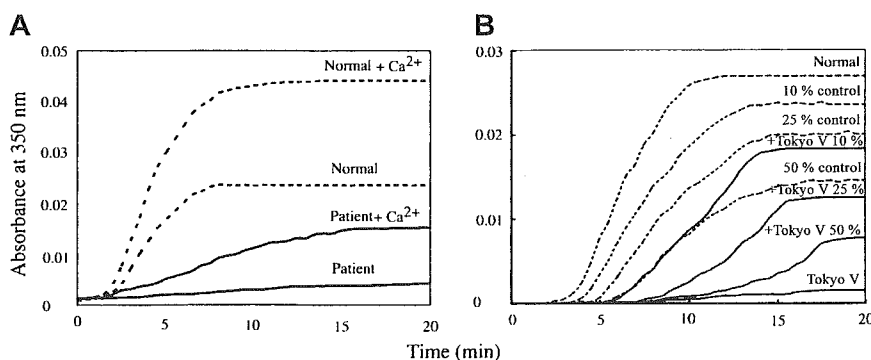 A
Absorbance at 350 nm
0.05
0.04
0.03
0.02
0.01
0
Normal + Ca2+
Normal
Patient+ Ca2+
Patient
0
5
10
15
20
B
0.03
0.02
0.01
0
Normal
10 % control
25 % control
+Tokyo V 10 %
50 % control
+Tokyo V 25 %
+Tokyo V 50 %
Tokyo V
0
5
10
15
20
Time (min)